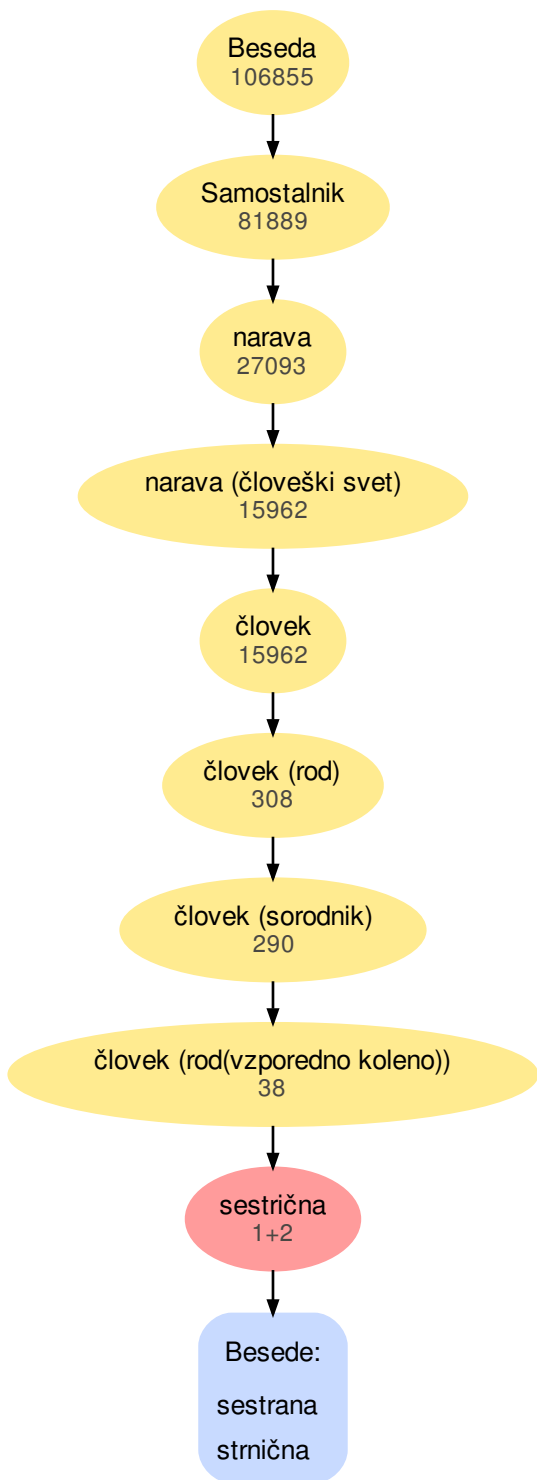 Beseda
106855
Samostalnik
81889
narava
27093
narava (človeški svet)
15962
človek
15962
človek (rod)
308
človek (sorodnik)
290
človek (rod(vzporedno koleno))
38
sestrična
1+2
Besede:
sestrana
strnična